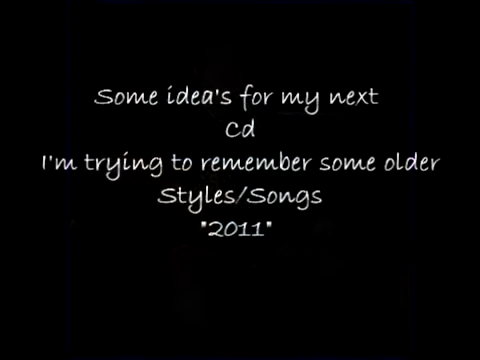 Some idea's for my next
Cd
I'm trying to remember some older
Styles/Songs
"2011"